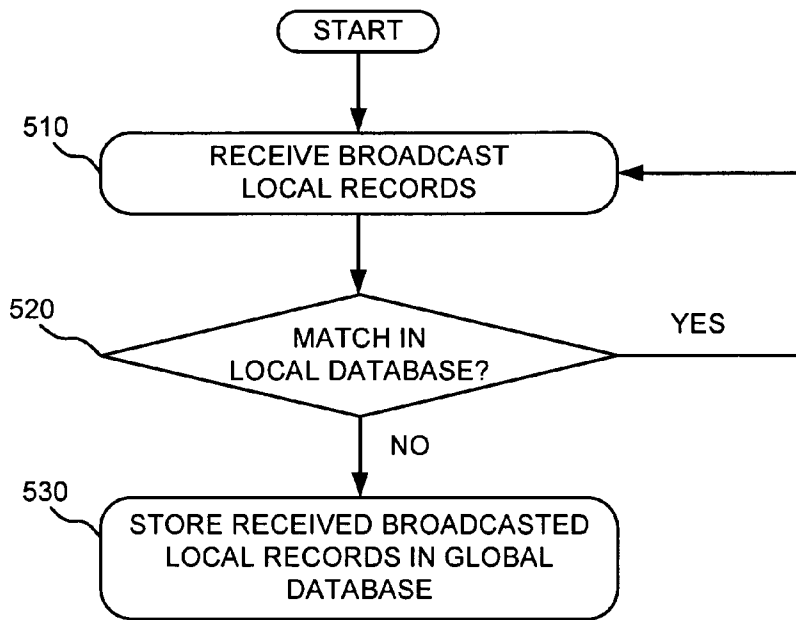 START
510
RECEIVE BROADCAST
LOCAL RECORDS
520
MATCH IN
LOCAL DATABASE?
YES
NO
530
STORE RECEIVED BROADCASTED
LOCAL RECORDS IN GLOBAL
DATABASE